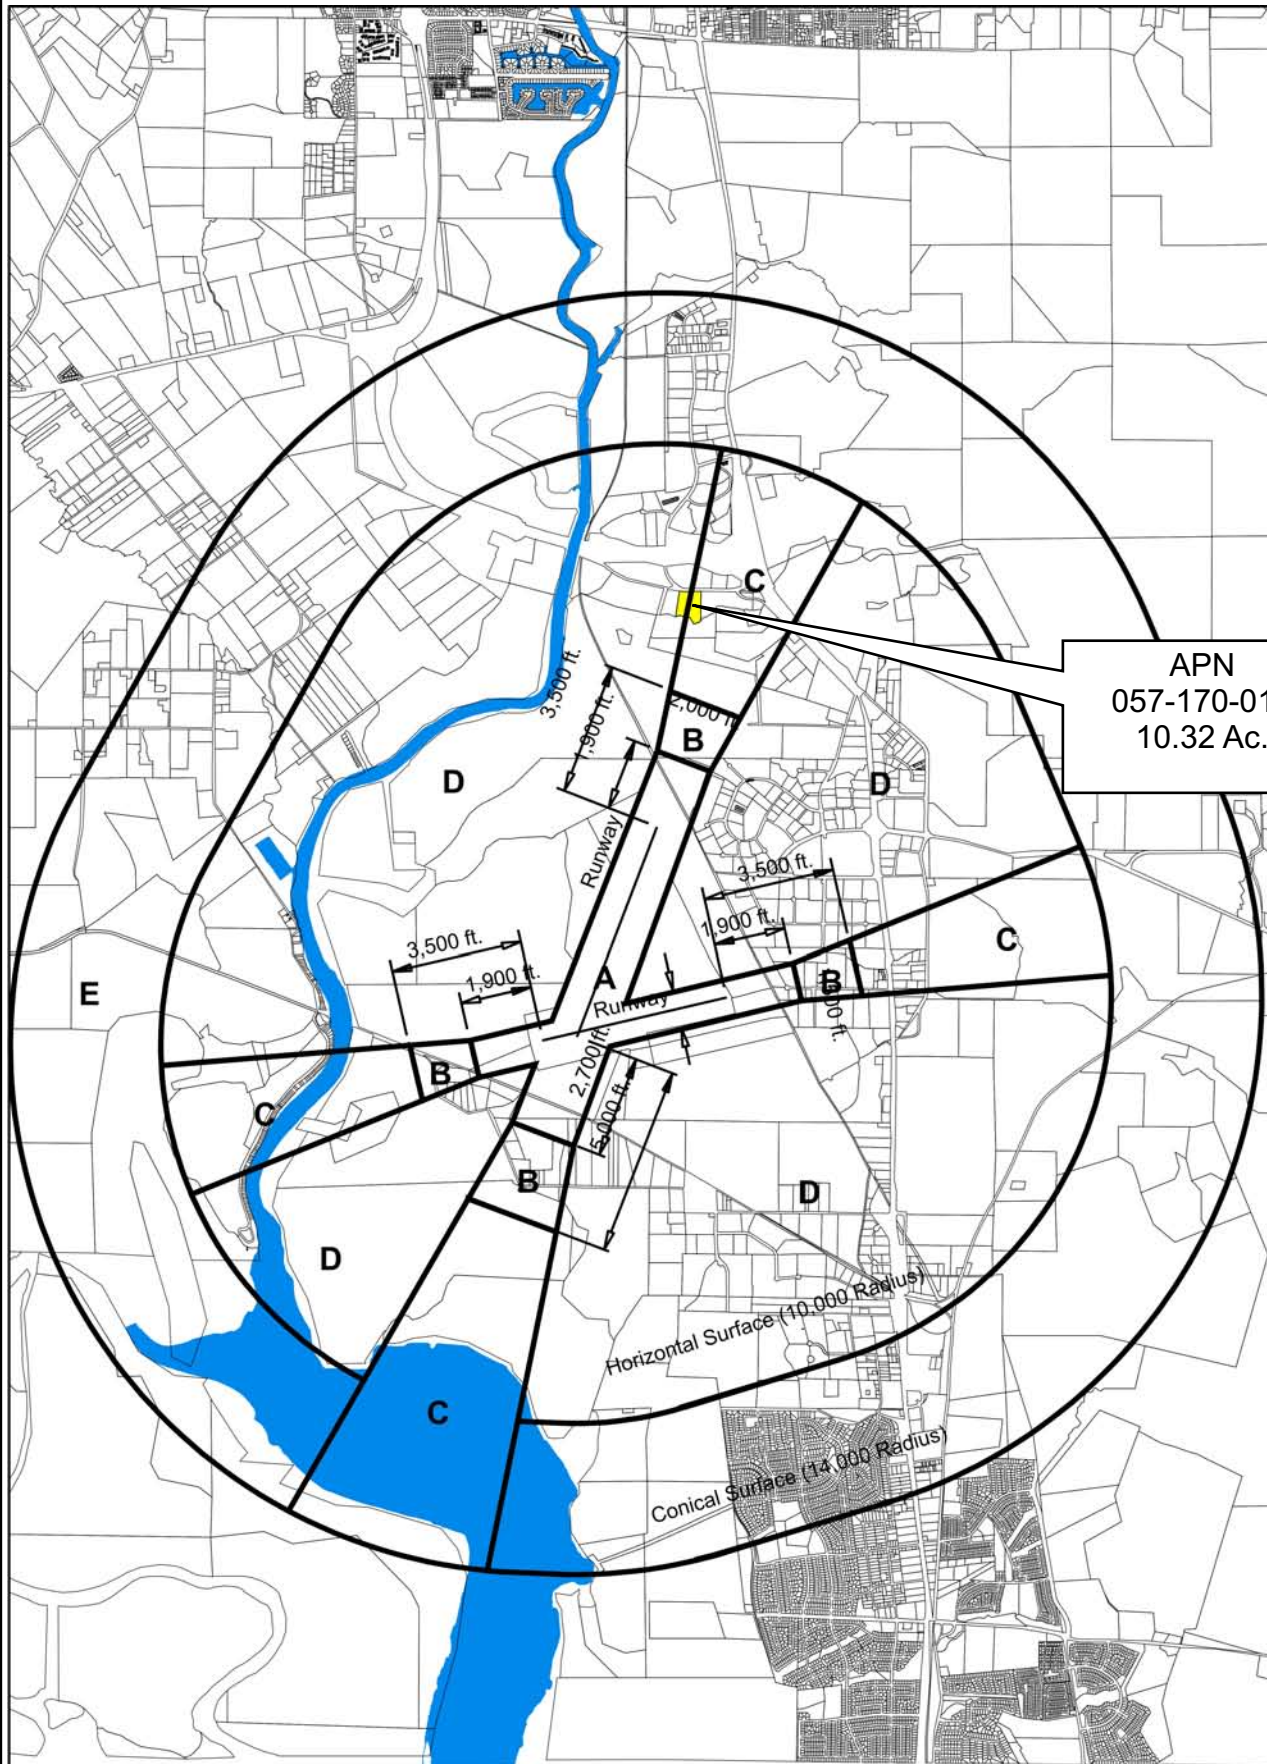 C
APN
057-170-01
10.32 Ac.
3,500 ft.
1,900 ft.
2,000 ft
B
D
D
Runway
3,500 ft.
1,900 ft.
3,500 ft.
1,900 ft.
C
E
A
B
Runway
2,700 ft.
B
C
5,000 ft.
B
D
D
Horizontal Surface (10,000 Radius)
C
Conical Surface (14,000 Radius)